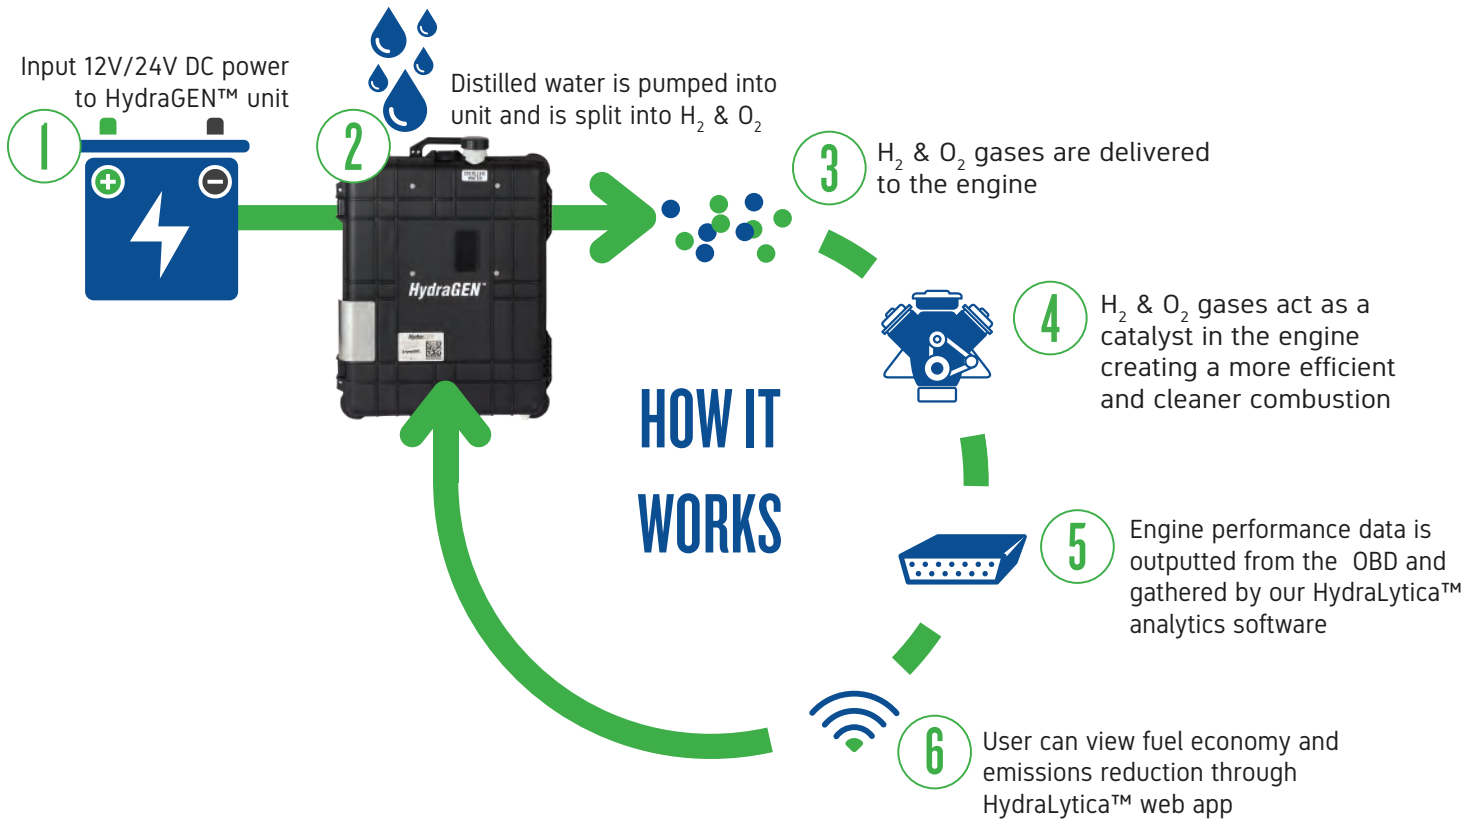 Input 12V/24V DC power
to HydraGEN™ unit
1
2
Distilled water is pumped into
unit and is split into H₂ & O₂
DISTILLED
WATER
HydraGEN™
3
H₂ & O₂ gases are delivered
to the engine
4
H₂ & O₂ gases act as a
catalyst in the engine
creating a more efficient
and cleaner combustion
HOW IT
WORKS
5
Engine performance data is
outputted from the OBD and
gathered by our HydraLytica™
analytics software
6
User can view fuel economy and
emissions reduction through
HydraLytica™ web app